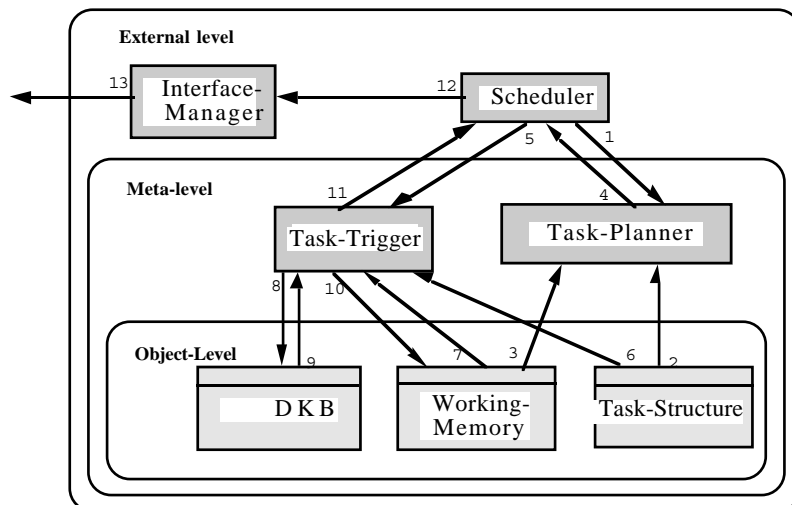 External level
13
Interface-
Manager
12
Scheduler
5
1
Meta-level
11
4
Task-Trigger
Task-Planner
8
10
Object-Level
9
7
3
6
2
D K B
Working-
Memory
Task-Structure